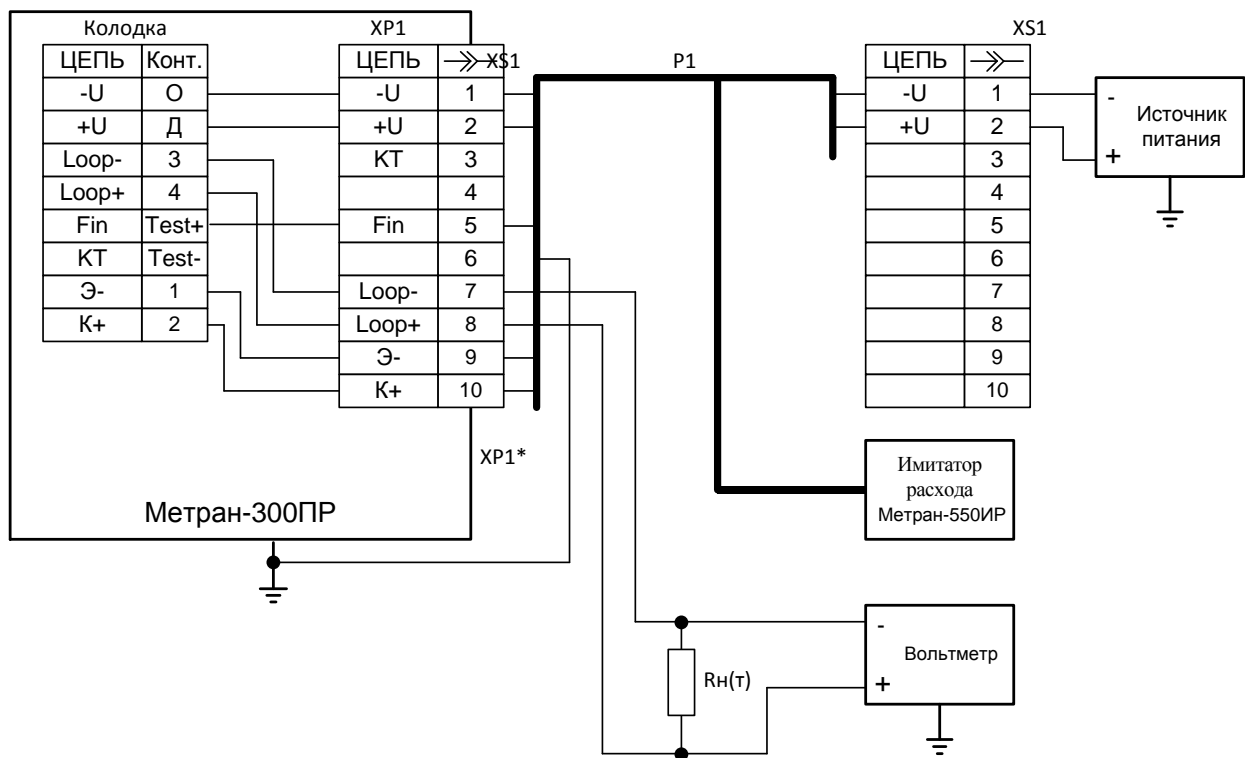 Колодка
XP1
P1
XS1
ЦЕПЬ Конт.
ЦЕПЬ XS1
ЦЕПЬ
-U О
-U 1
-U 1
+U Д
+U 2
+U 2
Loop- 3
КТ 3
3
Loop+ 4
4
4
Fin Test+
Fin 5
5
КТ Test-
6
6
Э- 1
Loop- 7
7
К+ 2
Loop+ 8
8
Э- 9
9
К+ 10
10
- Источник
питания
+
XP1*
Метран-300ПР
Имитатор
расхода
Метран-550ИР
-
Вольтметр
+
Rн(т)